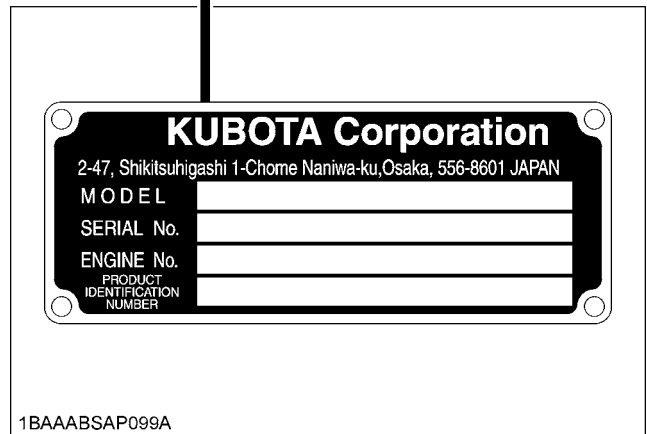 KUBOTA Corporation
2-47, Shikitsuhigashi 1-Chome Naniwa-ku,Osaka, 556-8601 JAPAN
MODEL
SERIAL No.
ENGINE No.
PRODUCT
IDENTIFICATION
NUMBER
1BAAABSAP099A